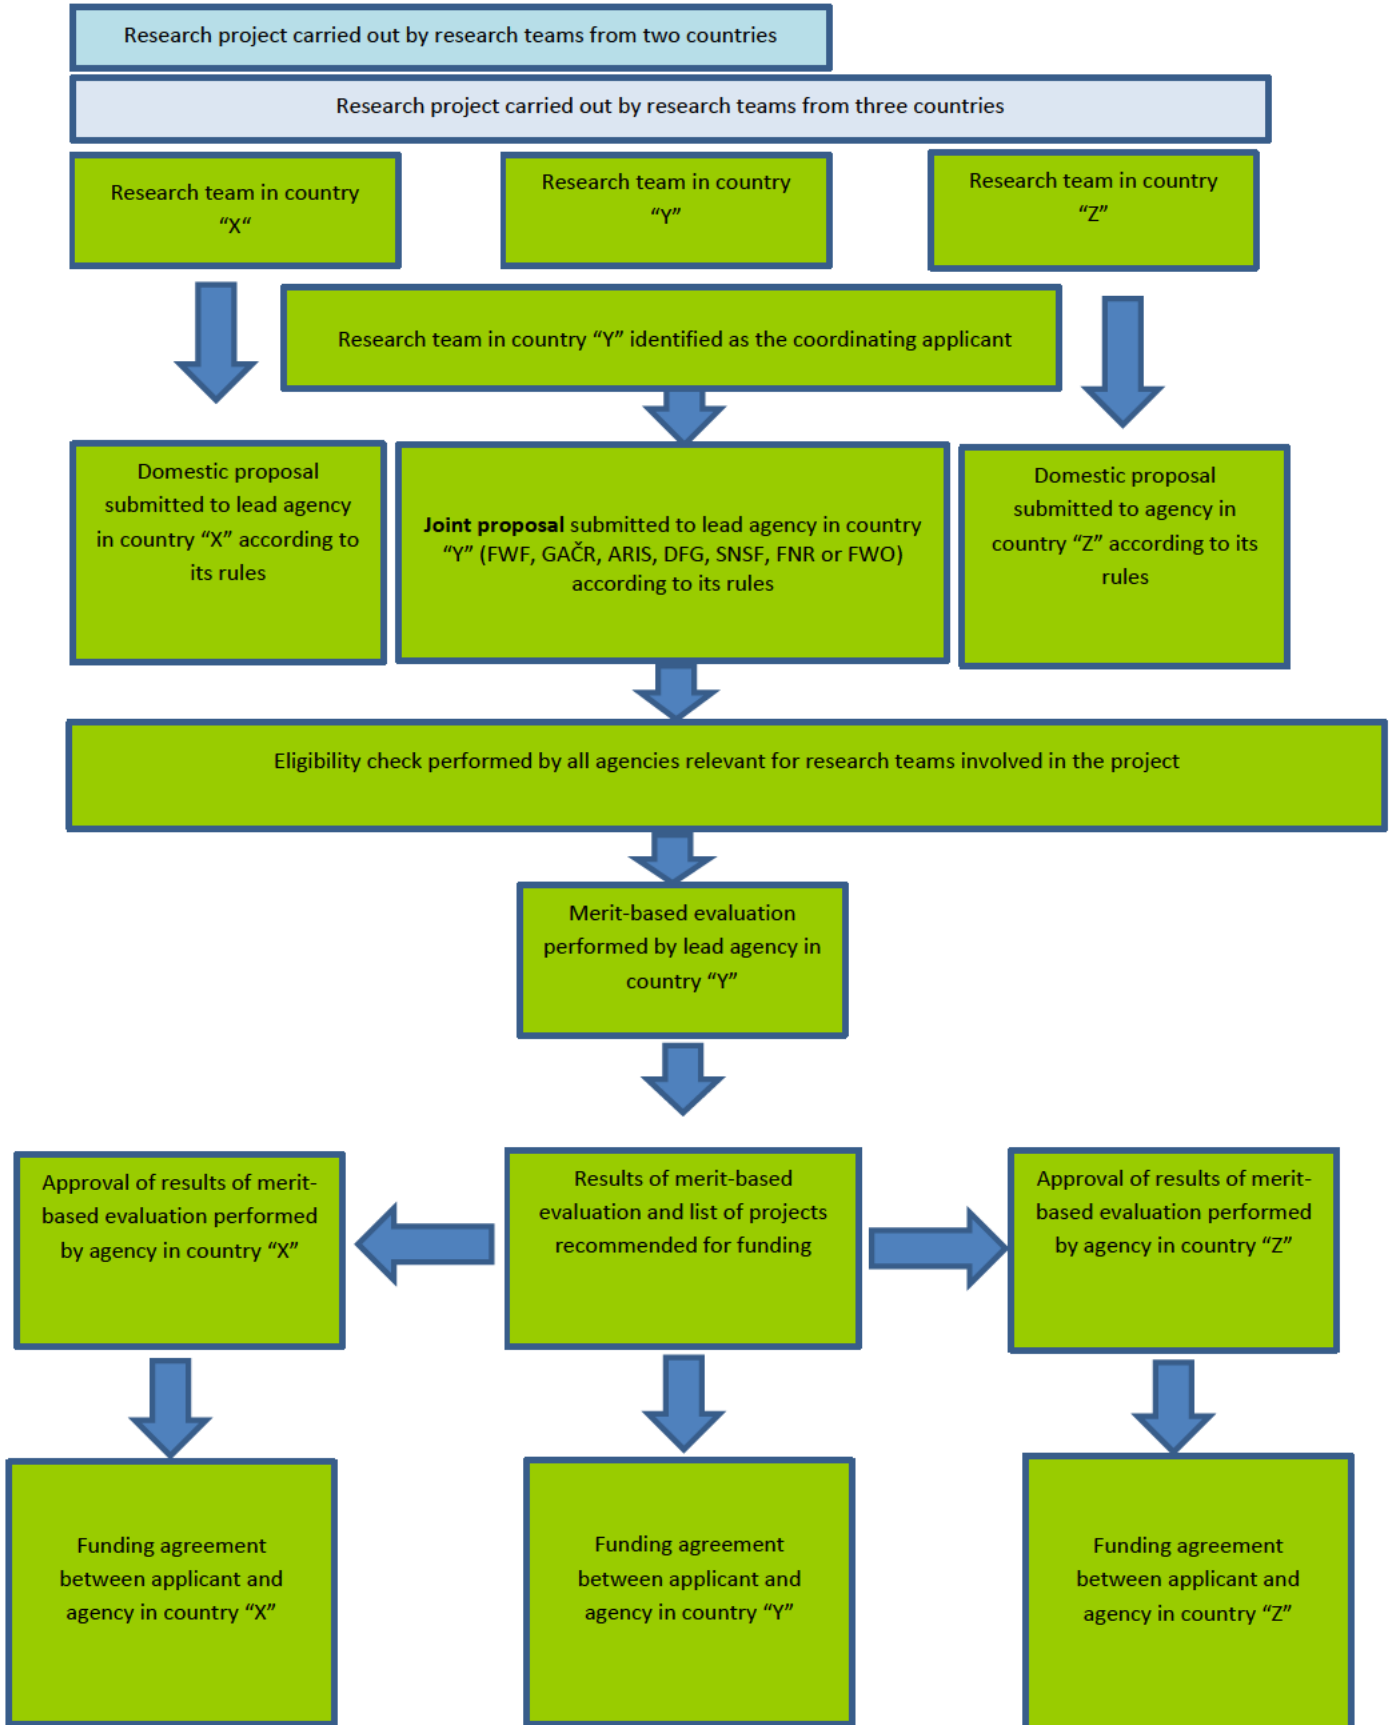 Research project carried out by research teams from two countries
Research project carried out by research teams from three countries
Research team in country
“X“
Research team in country
“Y”
Research team in country
“Z”
Research team in country “Y” identified as the coordinating applicant
Domestic proposal
submitted to lead agency
in country “X” according to
its rules
Joint proposal submitted to lead agency in country
“Y” (FWF, GAČR, ARIS, DFG, SNSF, FNR or FWO)
according to its rules
Domestic proposal
submitted to agency in
country “Z” according to its
rules
Eligibility check performed by all agencies relevant for research teams involved in the project
Merit-based evaluation
performed by lead agency in
country “Y”
Approval of results of merit-
based evaluation performed
by agency in country “X”
Results of merit-based
evaluation and list of projects
recommended for funding
Approval of results of merit-
based evaluation performed
by agency in country “Z”
Funding agreement
between applicant and
agency in country “X”
Funding agreement
between applicant and
agency in country “Y”
Funding agreement
between applicant and
agency in country “Z”